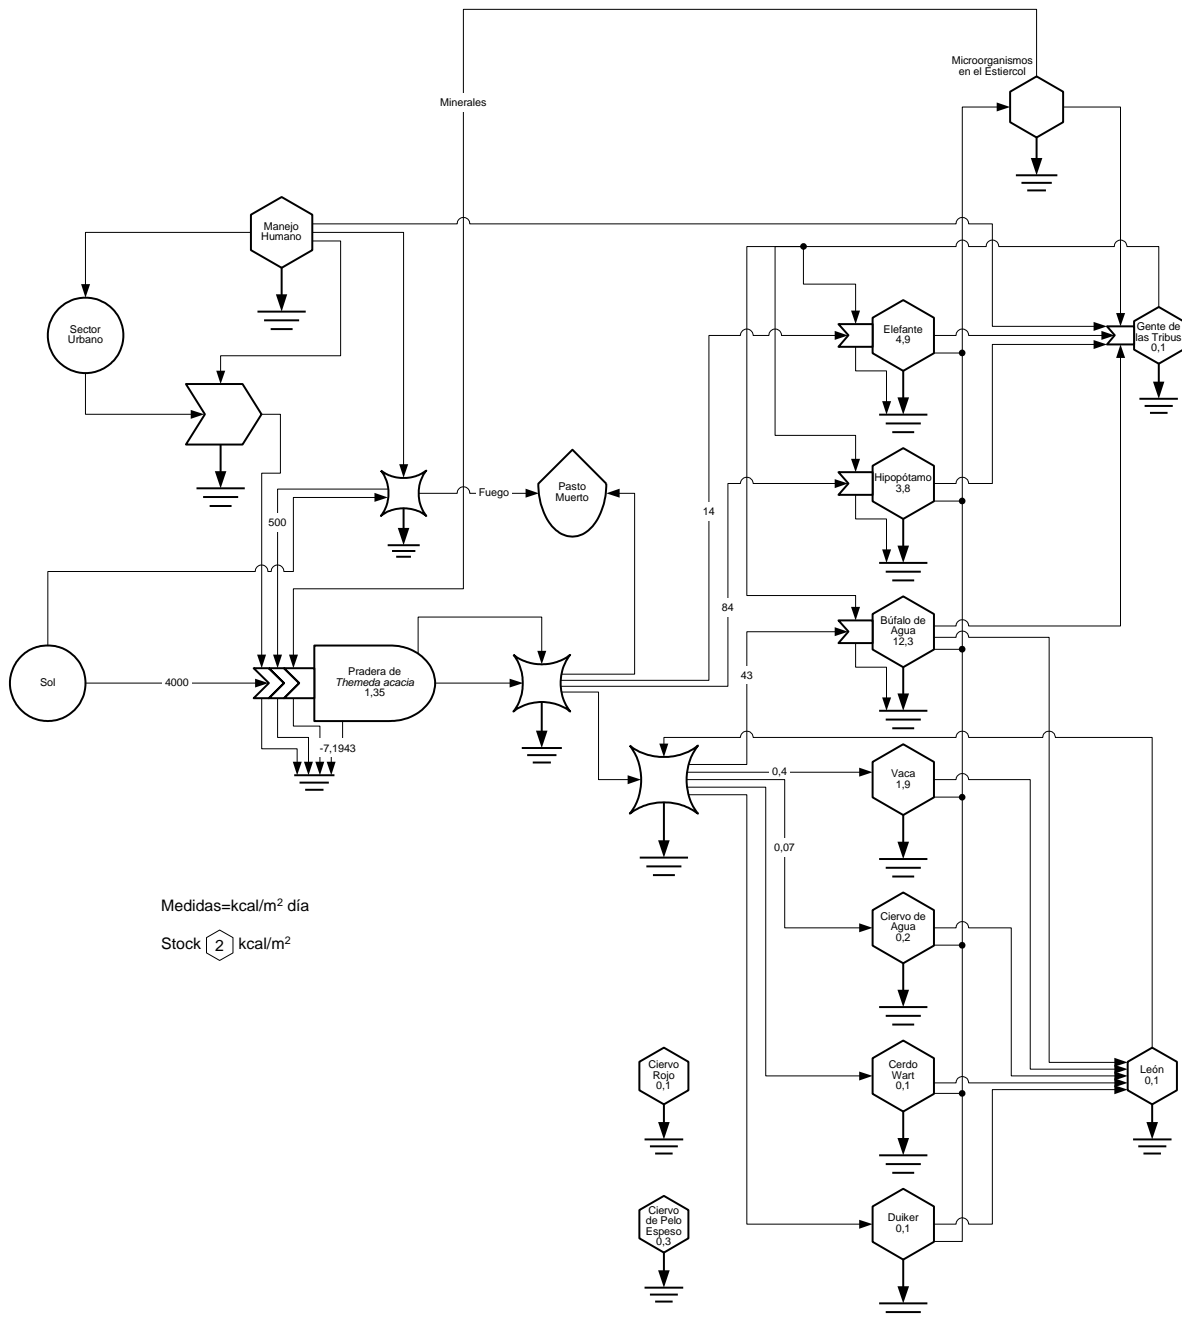 Microorganismos
en el Estiercol
Minerales
Manejo
Humano
Sector
Urbano
Elefante
4,9
Gente de
las Tribus
0,1
Hipopótamo
3,8
Pasto
Muerto
Fuego
500
14
84
Búfalo de
Agua
12,3
Sol
4000
Pradera de
Themeda acacia
1,35
43
-7,1943
0,4
Vaca
1,9
0,07
Medidas=kcal/m² día
Stock 2 kcal/m²
Ciervo de
Agua
0,2
Ciervo
Rojo
0,1
Cerdo
Wart
0,1
León
0,1
Ciervo
de Pelo
Espeso
0,3
Duiker
0,1